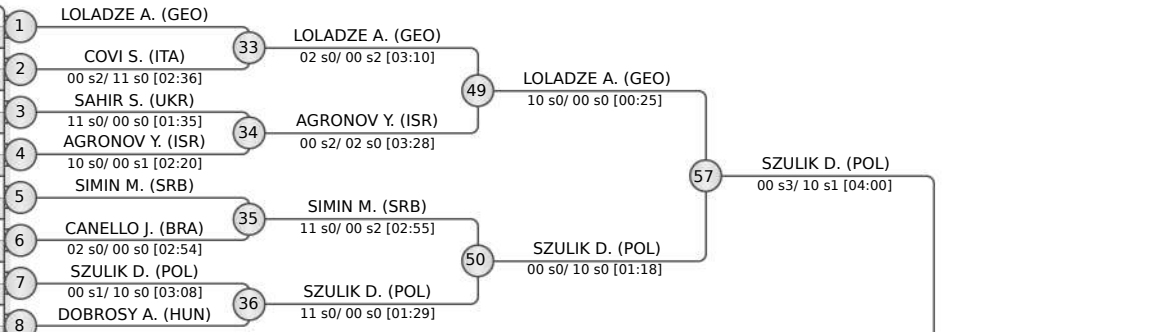 1
LOLADZE A. (GEO)
2
COVI S. (ITA)
00 s2/ 11 s0 [02:36]
3
SAHIR S. (UKR)
11 s0/ 00 s0 [01:35]
4
AGRONOV Y. (ISR)
10 s0/ 00 s1 [02:20]
5
SIMIN M. (SRB)
6
CANELLO J. (BRA)
02 s0/ 00 s0 [02:54]
7
SZULIK D. (POL)
00 s1/ 10 s0 [03:08]
8
DOBROSY A. (HUN)
33
LOLADZE A. (GEO)
02 s0/ 00 s2 [03:10]
34
AGRONOV Y. (ISR)
00 s2/ 02 s0 [03:28]
35
SIMIN M. (SRB)
11 s0/ 00 s2 [02:55]
36
SZULIK D. (POL)
11 s0/ 00 s0 [01:29]
49
LOLADZE A. (GEO)
10 s0/ 00 s0 [00:25]
50
SZULIK D. (POL)
00 s0/ 10 s0 [01:18]
57
SZULIK D. (POL)
00 s3/ 10 s1 [04:00]